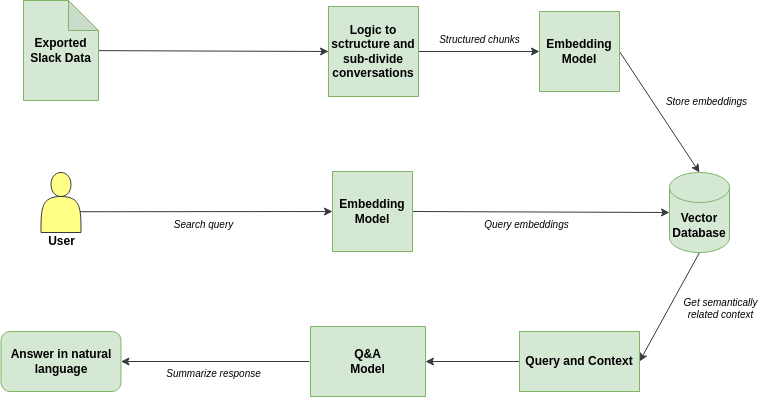 Exported
Slack Data
Logic to
sctructure and
sub-divide
conversations
Structured chunks
Embedding
Model
Store embeddings
User
Search query
Embedding
Model
Query embeddings
Vector
Database
Get semantically
related context
Query and Context
Q&A
Model
Summarize response
Answer in natural
language